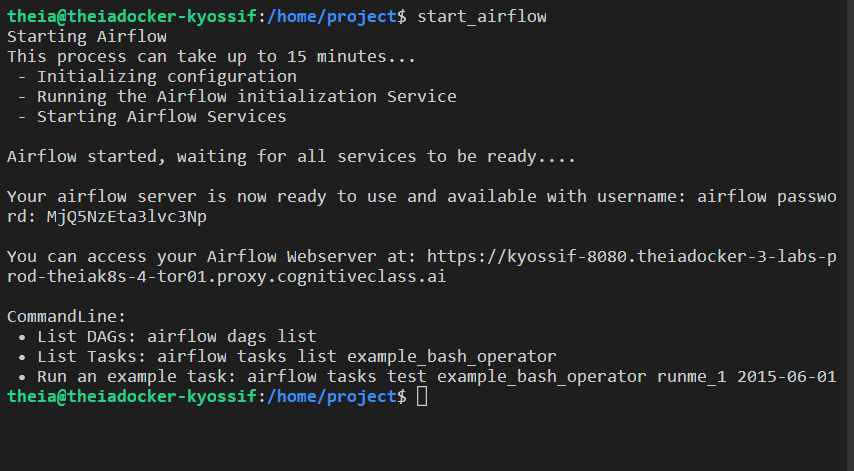 theia@theiadocker-kyossif:/home/project$ start_airflow
Starting Airflow
This process can take up to 15 minutes...
 - Initializing configuration
 - Running the Airflow initialization Service
 - Starting Airflow Services
Airflow started, waiting for all services to be ready....
Your airflow server is now ready to use and available with username: airflow passwo
rd: MjQ5NzEta3lvc3Np
You can access your Airflow Webserver at: https://kyossif-8080.theiadocker-3-labs-p
rod-theiak8s-4-tor01.proxy.cognitiveclass.ai
CommandLine:
 • List DAGs: airflow dags list
 • List Tasks: airflow tasks list example_bash_operator
 • Run an example task: airflow tasks test example_bash_operator runme_1 2015-06-01
theia@theiadocker-kyossif:/home/project$